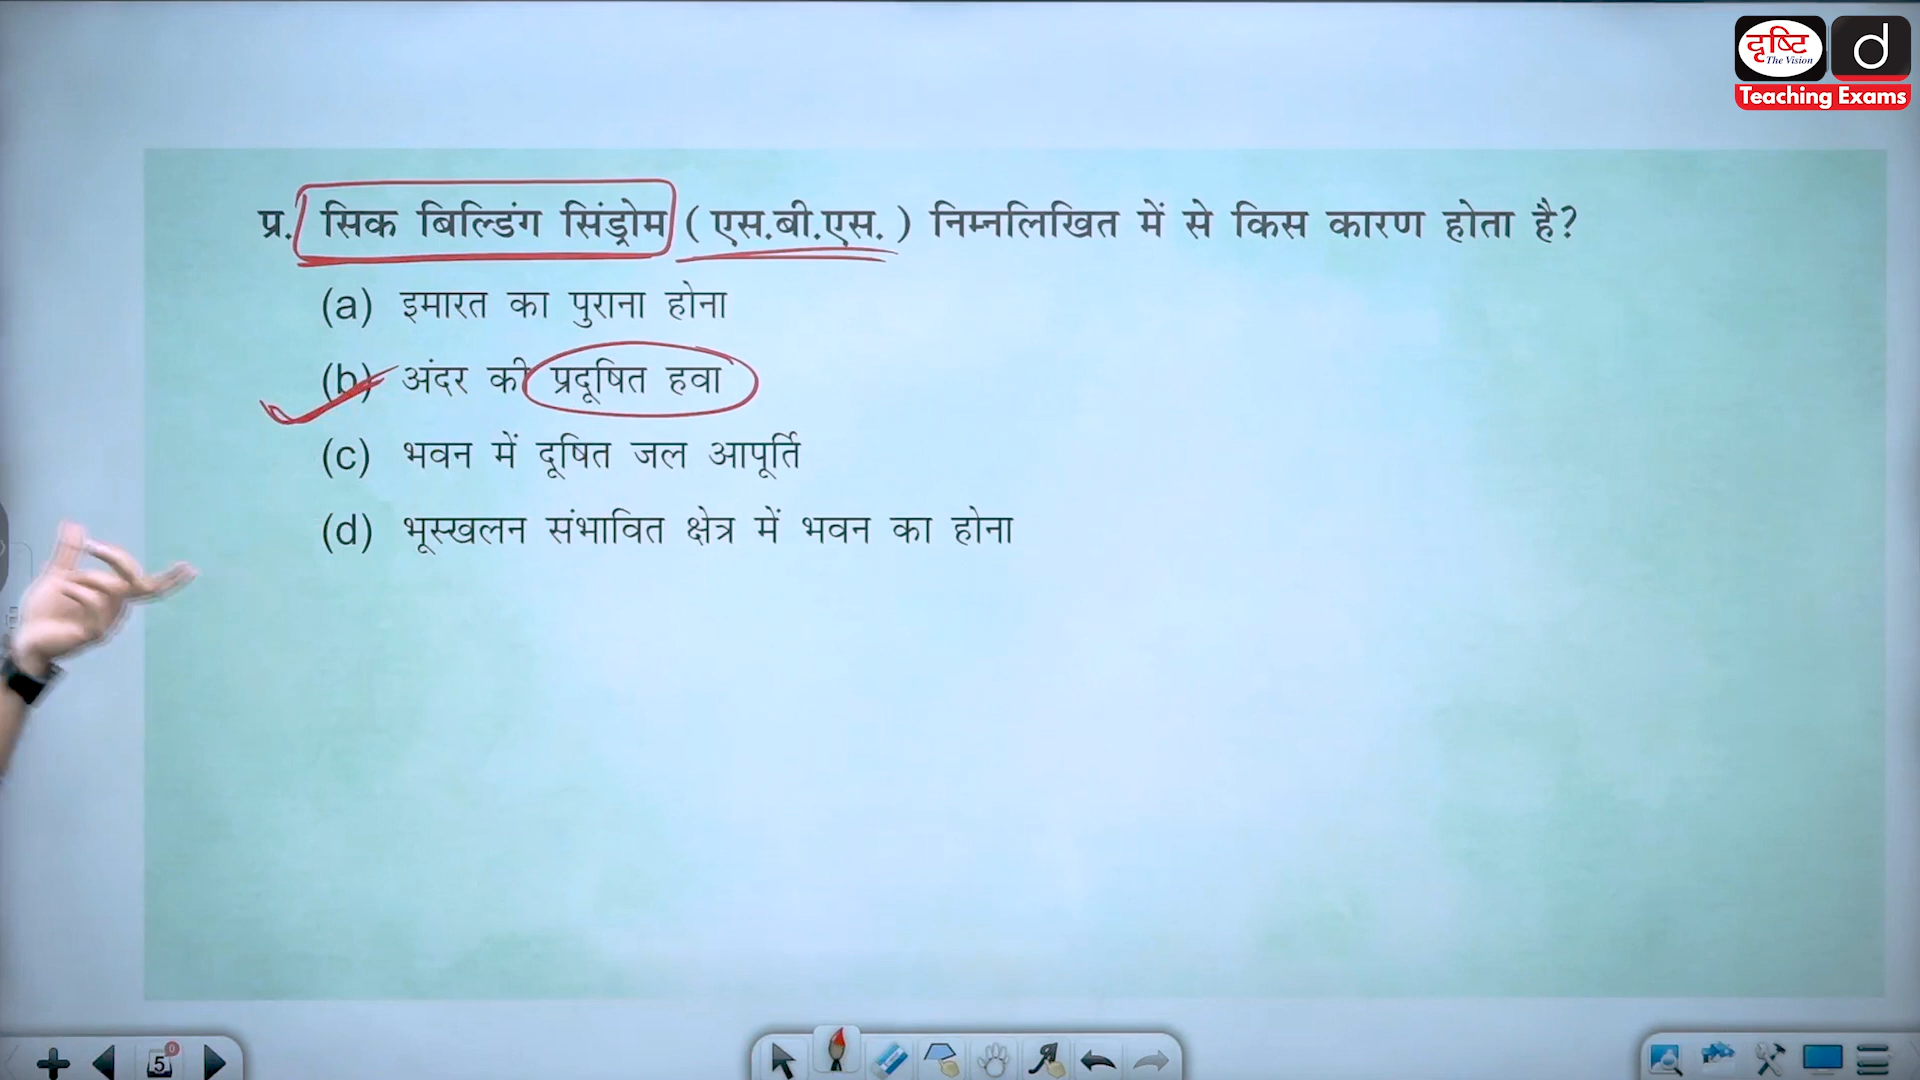 दृष्टि
The Vision
d
Teaching Exams
प्र. सिक बिल्डिंग सिंड्रोम ( एस.बी.एस. ) निम्नलिखित में से किस कारण होता है?
(a) इमारत का पुराना होना
(b) अंदर की प्रदूषित हवा
(c) भवन में दूषित जल आपूर्ति
(d) भूस्खलन संभावित क्षेत्र में भवन का होना
5
0